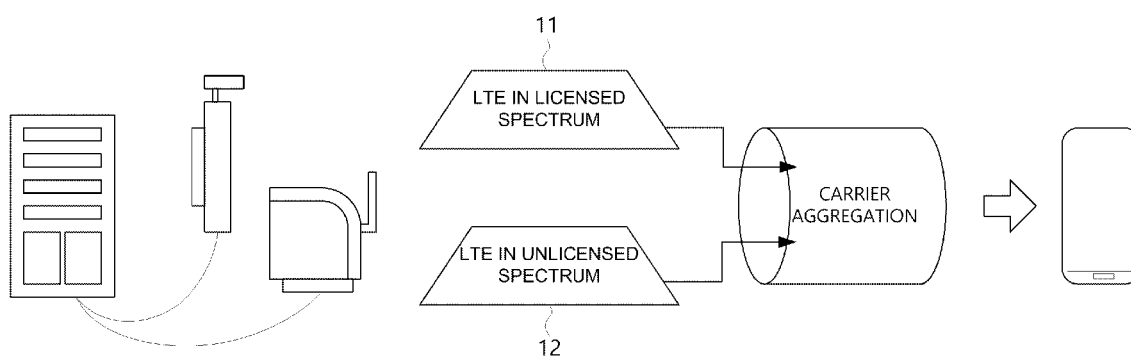 11
LTE IN LICENSED
SPECTRUM
CARRIER
AGGREGATION
LTE IN UNLICENSED
SPECTRUM
12